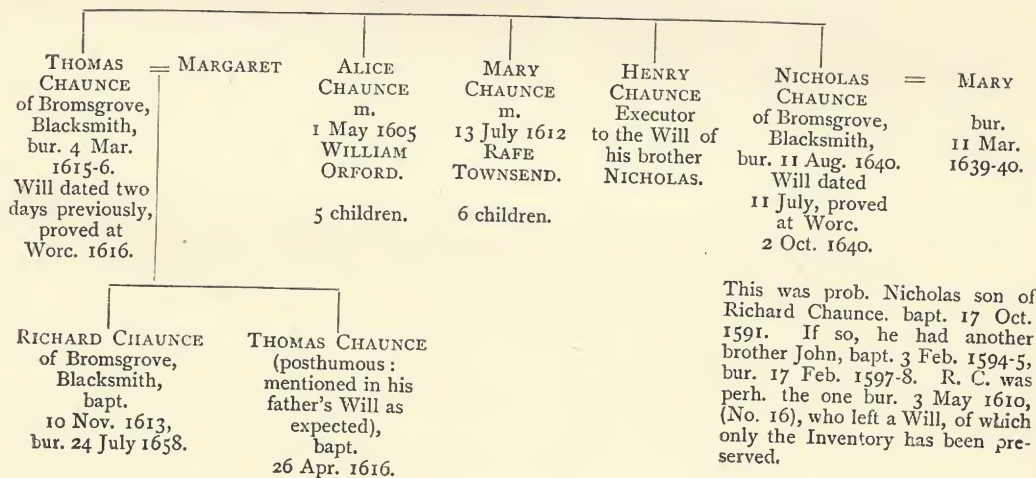 THOMAS
CHAUNCE
of Bromsgrove,
Blacksmith,
bur. 4 Mar.
1615-6.
Will dated two
days previously,
proved at
Worc. 1616.
= MARGARET
ALICE
CHAUNCE
m.
1 May 1605
WILLIAM
ORFORD.
5 children.
MARY
CHAUNCE
m.
13 July 1612
RAFE
TOWNSEND.
6 children.
HENRY
CHAUNCE
Executor
to the Will of
his brother
NICHOLAS.
NICHOLAS
CHAUNCE
of Bromsgrove,
Blacksmith,
bur. 11 Aug. 1640.
Will dated
11 July, proved
at Worc.
2 Oct. 1640.
= MARY
bur.
11 Mar.
1639-40.
RICHARD CHAUNCE
of Bromsgrove,
Blacksmith,
bapt.
10 Nov. 1613,
bur. 24 July 1658.
THOMAS CHAUNCE
(posthumous :
mentioned in his
father's Will as
expected),
bapt.
26 Apr. 1616.
This was prob. Nicholas son of
Richard Chaunce. bapt. 17 Oct.
1591. If so, he had another
brother John, bapt. 3 Feb. 1594-5,
bur. 17 Feb. 1597-8. R. C. was
perh. the one bur. 3 May 1610,
(No. 16), who left a Will, of which
only the Inventory has been pre-
served.